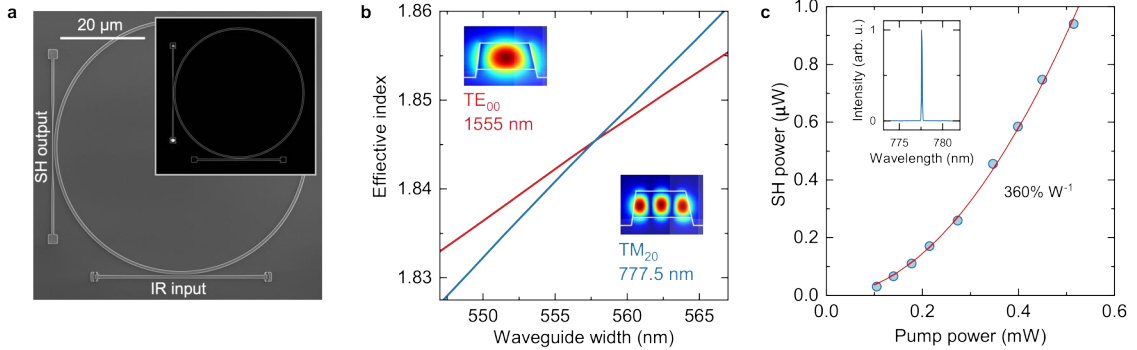 a
20 µm
SH output
IR input
b
1.86
1.85
1.84
1.83
Effiective index
TE00
1555 nm
TM20
777.5 nm
550
555
560
565
Waveguide width (nm)
c
1.0
0.8
0.6
0.4
0.2
0.0
SH power (µW)
1
0
Intensity (arb. u.)
775
780
Wavelength (nm)
360% W-1
0.0
0.2
0.4
0.6
Pump power (mW)